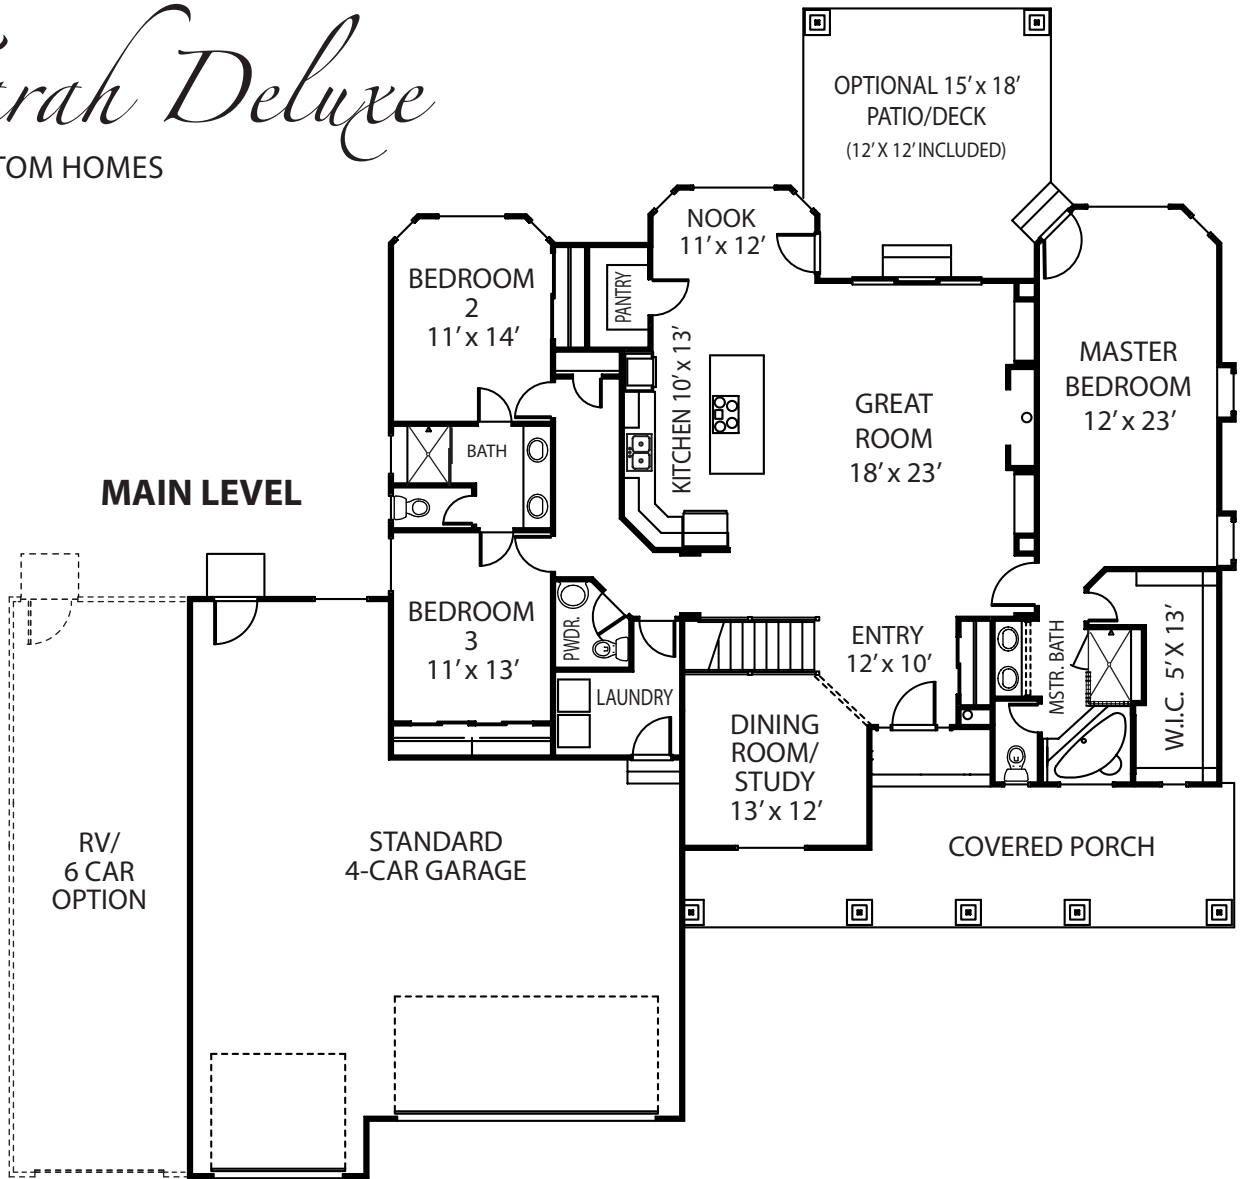 Deluxe
TOM HOMES
OPTIONAL 15' x 18'
PATIO/DECK
(12' X 12' INCLUDED)
NOOK
11' x 12'
BEDROOM
2
11' x 14'
PANTRY
KITCHEN 10' x 13'
GREAT
ROOM
18' x 23'
MASTER
BEDROOM
12' x 23'
BATH
MAIN LEVEL
BEDROOM
3
11' x 13'
PWDR.
LAUNDRY
ENTRY
12' x 10'
MSTR. BATH
W.I.C. 5' X 13'
DINING
ROOM/
STUDY
13' x 12'
COVERED PORCH
RV/
6 CAR
OPTION
STANDARD
4-CAR GARAGE